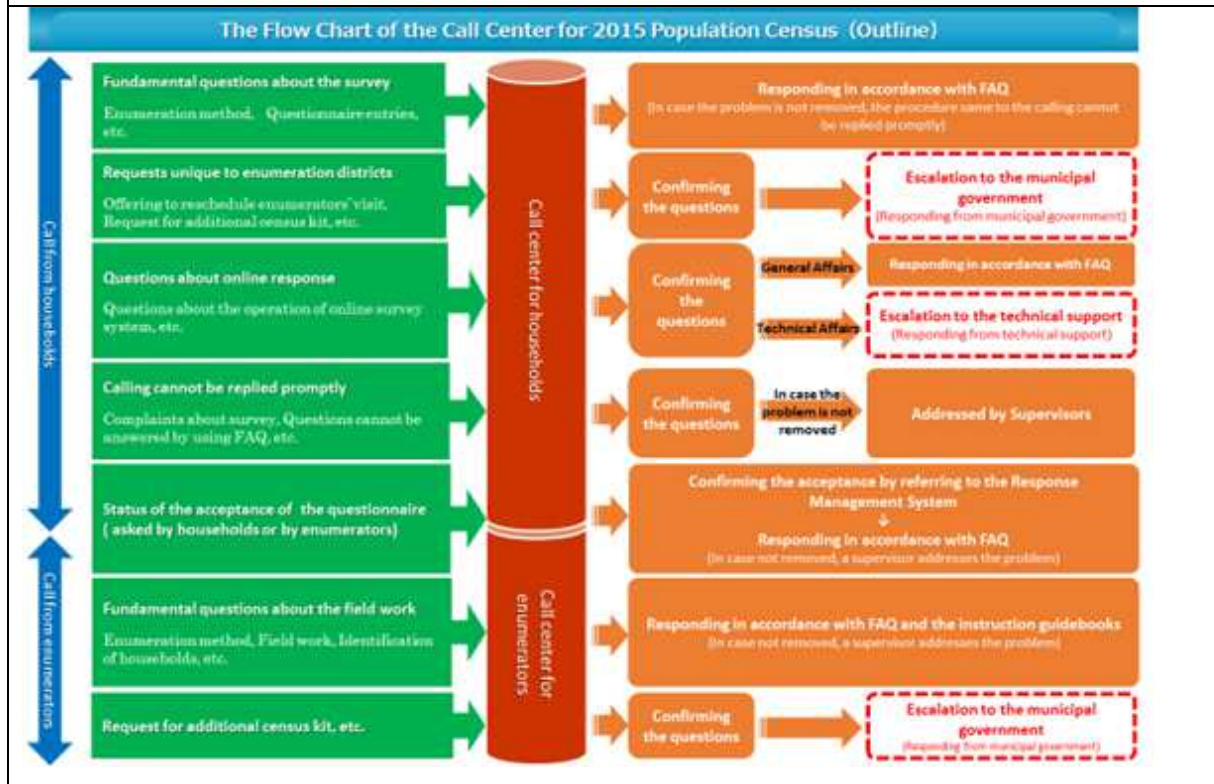 The Flow Chart of the Call Center for 2015 Population Census (Outline)
Call from households
Fundamental questions about the survey
Enumeration method, Questionnaire entries,
etc.
Requests unique to enumeration districts
Offering to reschedule enumerators' visit,
Request for additional census kit, etc.
Questions about online response
Questions about the operation of online survey
system, etc.
Calling cannot be replied promptly
Complaints about survey, Questions cannot be
answered by using FAQ, etc.
Status of the acceptance of the questionnaire
( asked by households or by enumerators)
Call from enumerators
Fundamental questions about the field work
Enumeration method, Field work, Identification
of households, etc.
Request for additional census kit, etc.
Call center for households
Call center for
enumerators
Responding in accordance with FAQ
(In case the problem is not removed, the procedure same to the calling cannot
be replied promptly)
Confirming
the questions
Escalation to the municipal
government
(Responding from municipal government)
Confirming
the
questions
General Affairs
Responding in accordance with FAQ
Technical Affairs
Escalation to the technical support
(Responding from technical support)
Confirming
the questions
In case the
problem is not
removed
Addressed by Supervisors
Confirming the acceptance by referring to the Response
Management System
↓
Responding in accordance with FAQ
(In case not removed, a supervisor addresses the problem)
Responding in accordance with FAQ and the instruction guidebooks
(In case not removed, a supervisor addresses the problem)
Confirming
the questions
Escalation to the municipal
government
(Responding from municipal government)